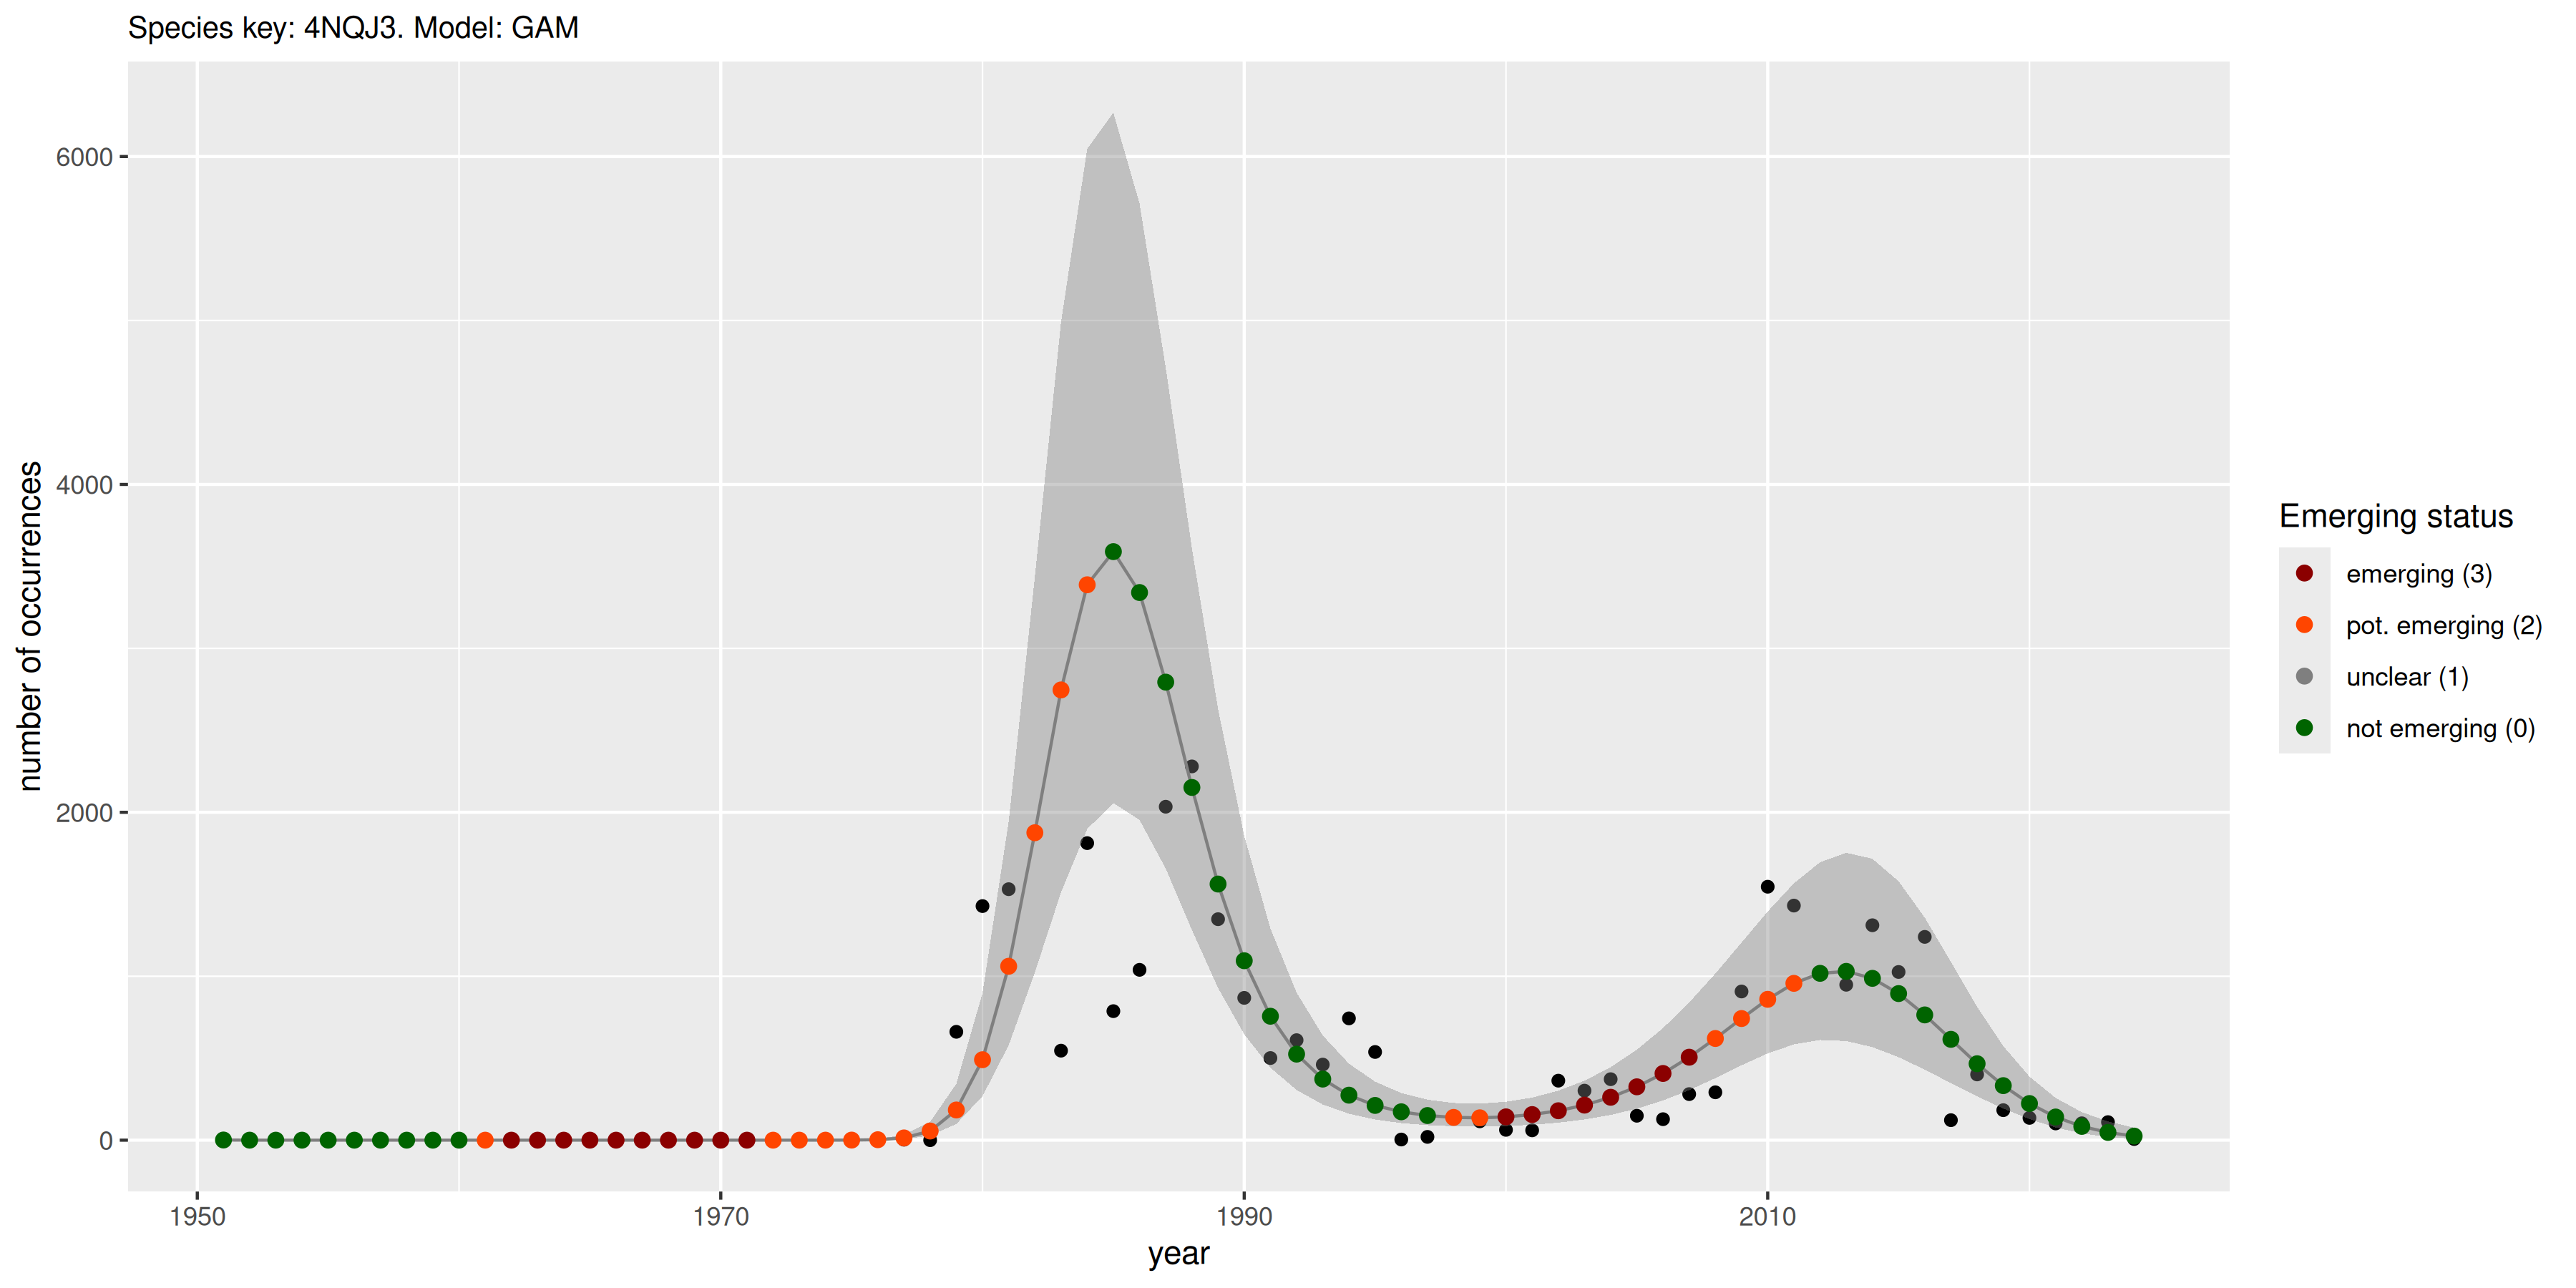 Species key: 4NQJ3. Model: GAM
6000
4000
2000
0
number of occurrences
1950
1970
1990
2010
year
Emerging status
emerging (3)
pot. emerging (2)
unclear (1)
not emerging (0)